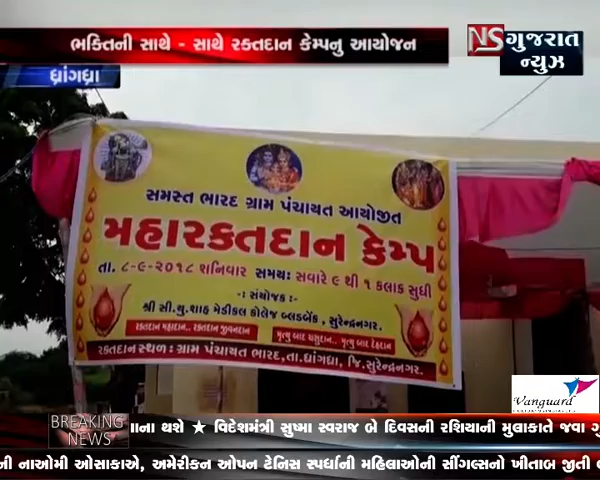 ભક્તિની સાથે - સાથે રક્તદાન કેમ્પનુ આયોજન
NS ગુજરાત
ન્યુઝ
ધ્રાંગધ્રા
સમસ્ત ભારદ ગ્રામ પંચાયત આયોજીત
મહારક્તદાન કેમ્પ
તા. ૮-૯-૨૦૧૮ શનિવાર સમય: સવારે ૯ થી ૧ કલાક સુધી
-: સંયોજક :-
શ્રી સી.યુ.શાહ મેડીકલ કોલેજ બ્લડબેંક , સુરેન્દ્રનગર.
રક્તદાન મહાદાન.. રક્તદાન જીવનદાન
મૃત્યુ બાદ ચક્ષુદાન.. મૃત્યુ બાદ દેહદાન
રક્તદાન સ્થળ : ગ્રામ પંચાયત ભારદ,તા.ધ્રાંગધ્રા, જિ.સુરેન્દ્રનગર.
Vanguard
BREAKING
NEWS
ાના થશે ★ વિદેશમંત્રી સુષ્મા સ્વરાજ બે દિવસની રશિયાની મુલાકાતે જવા
ની નાઓમી ઓસાકાએ, અમેરીકન ઓપન ટેનિસ સ્પર્ધાની મહિલાઓની સીંગલ્સનો ખીતાબ જીતી